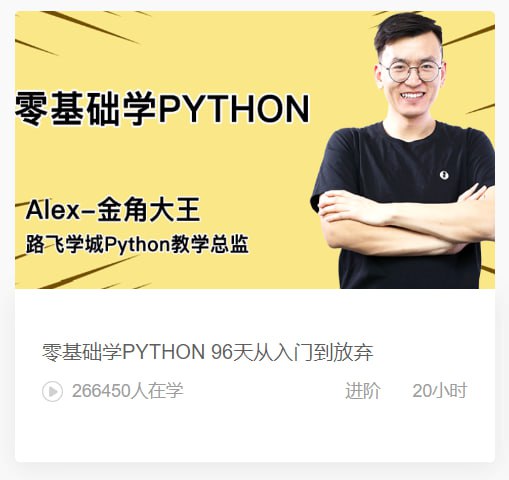 零基础学PYTHON
Alex-金角大王
路飞学城Python教学总监
零基础学PYTHON 96天从入门到放弃
266450人在学 进阶 20小时